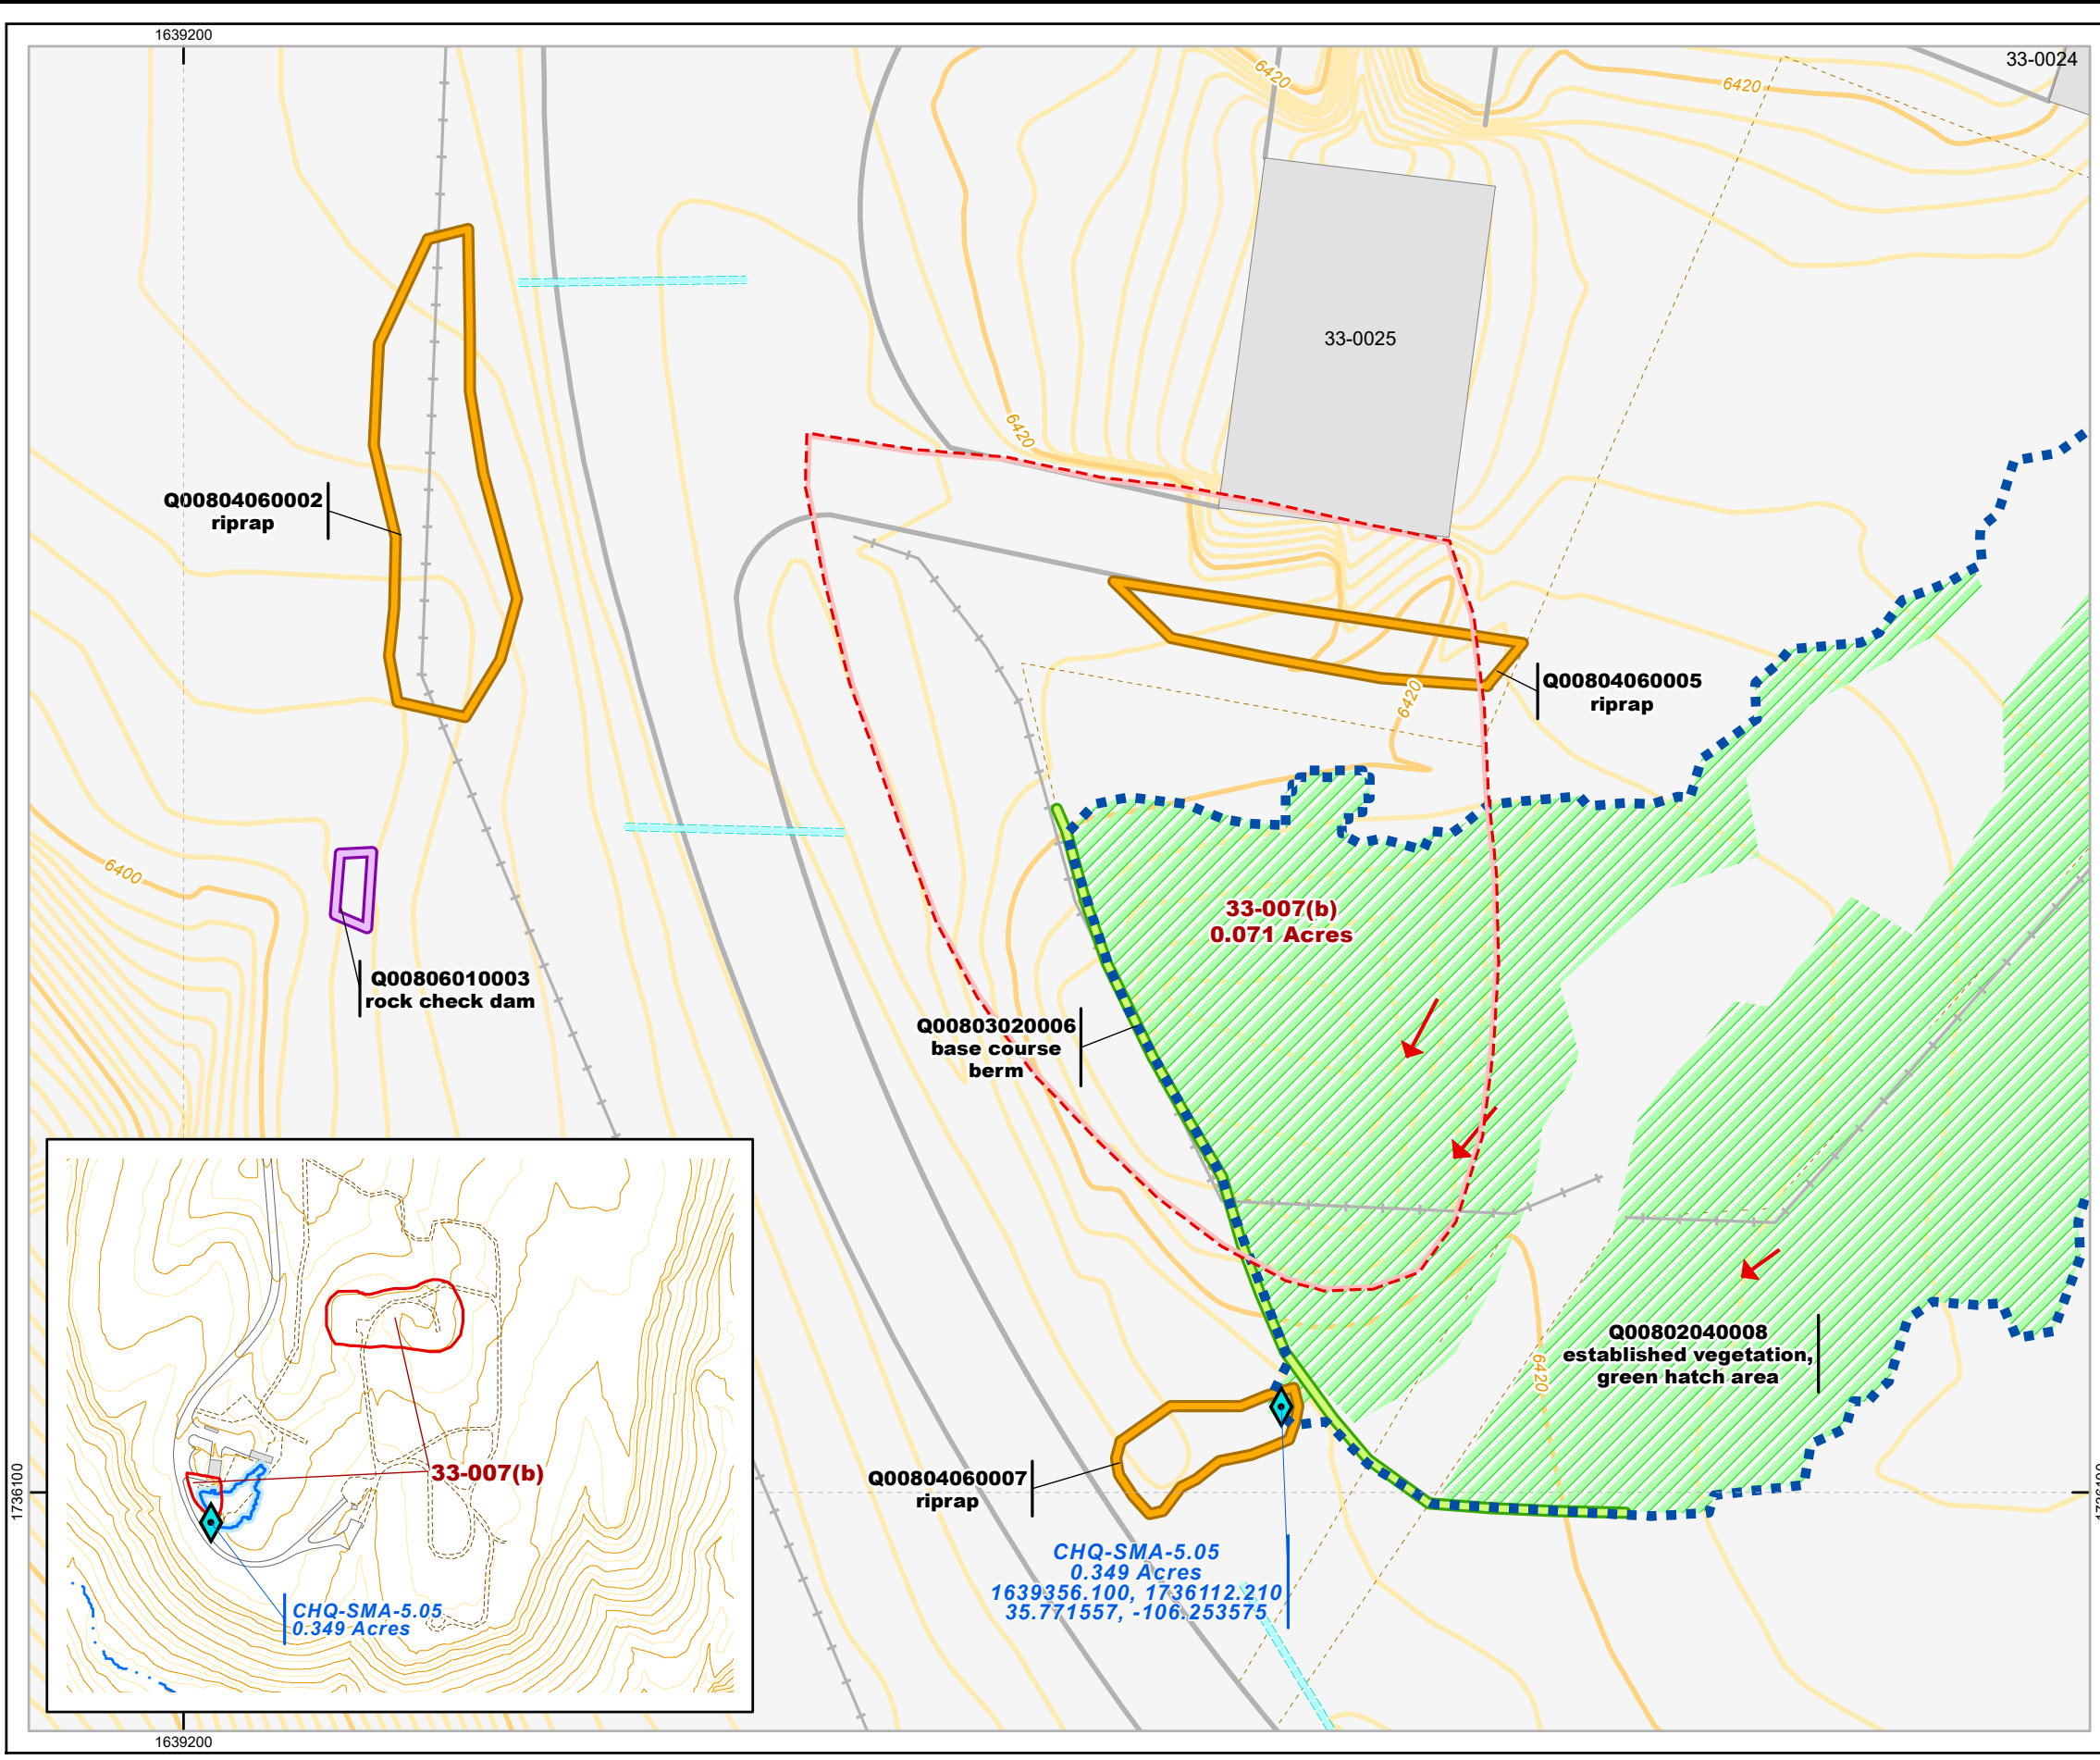 1639200
33-0024
6420
6420
33-0025
6420
Q00804060002
riprap
Q00804060005
riprap
6420
6400
33-007(b)
0.071 Acres
Q00806010003
rock check dam
Q00803020006
base course
berm
Q00802040008
established vegetation,
green hatch area
6420
33-007(b)
Q00804060007
riprap
1736100
1736100
CHQ-SMA-5.05
0.349 Acres
1639356.100, 1736112.210
35.771557, -106.253575
CHQ-SMA-5.05
0.349 Acres
1639200